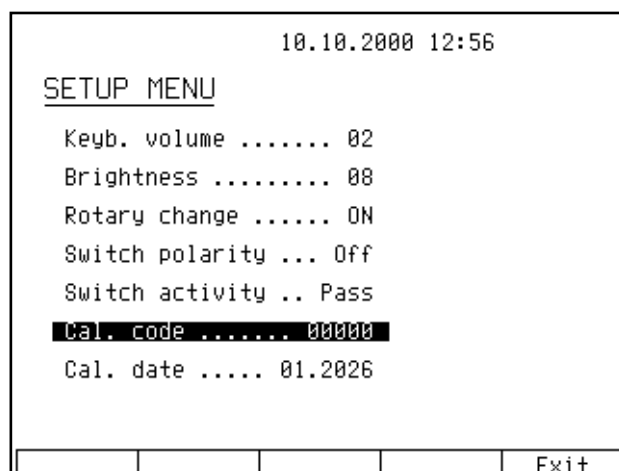 10.10.2000 12:56
SETUP MENU
Keyb. volume ....... 02
Brightness ......... 08
Rotary change ...... ON
Switch polarity ... Off
Switch activity .. Pass
Cal. code ....... 00000
Cal. date ..... 01.2026
Exit